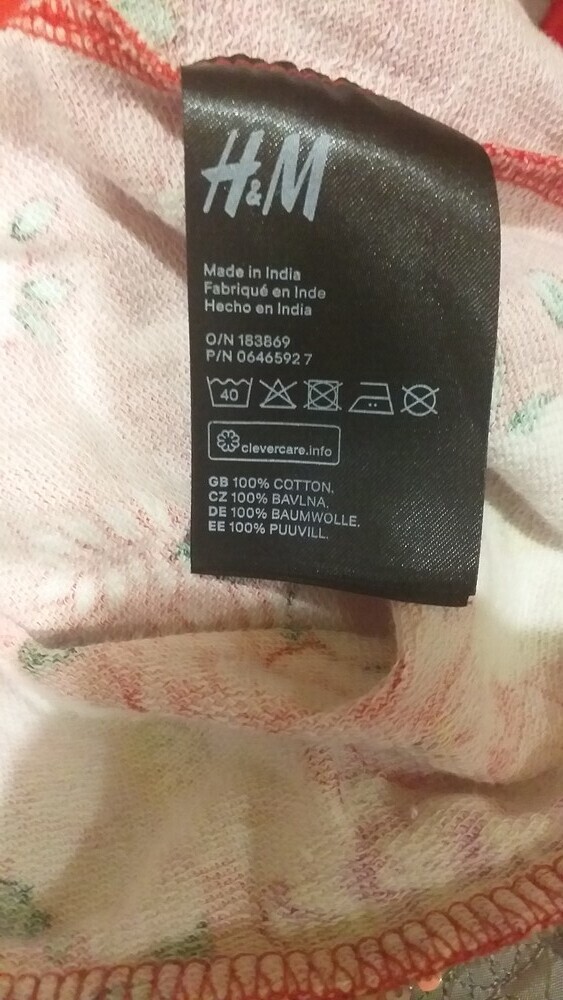 H&M
Made in India
Fabriqué en Inde
Hecho en India
O/N 183869
P/N 0646592 7
40
clevercare.info
GB 100% COTTON,
CZ 100% BAVLNA,
DE 100% BAUMWOLLE,
EE 100% PUUVILL,